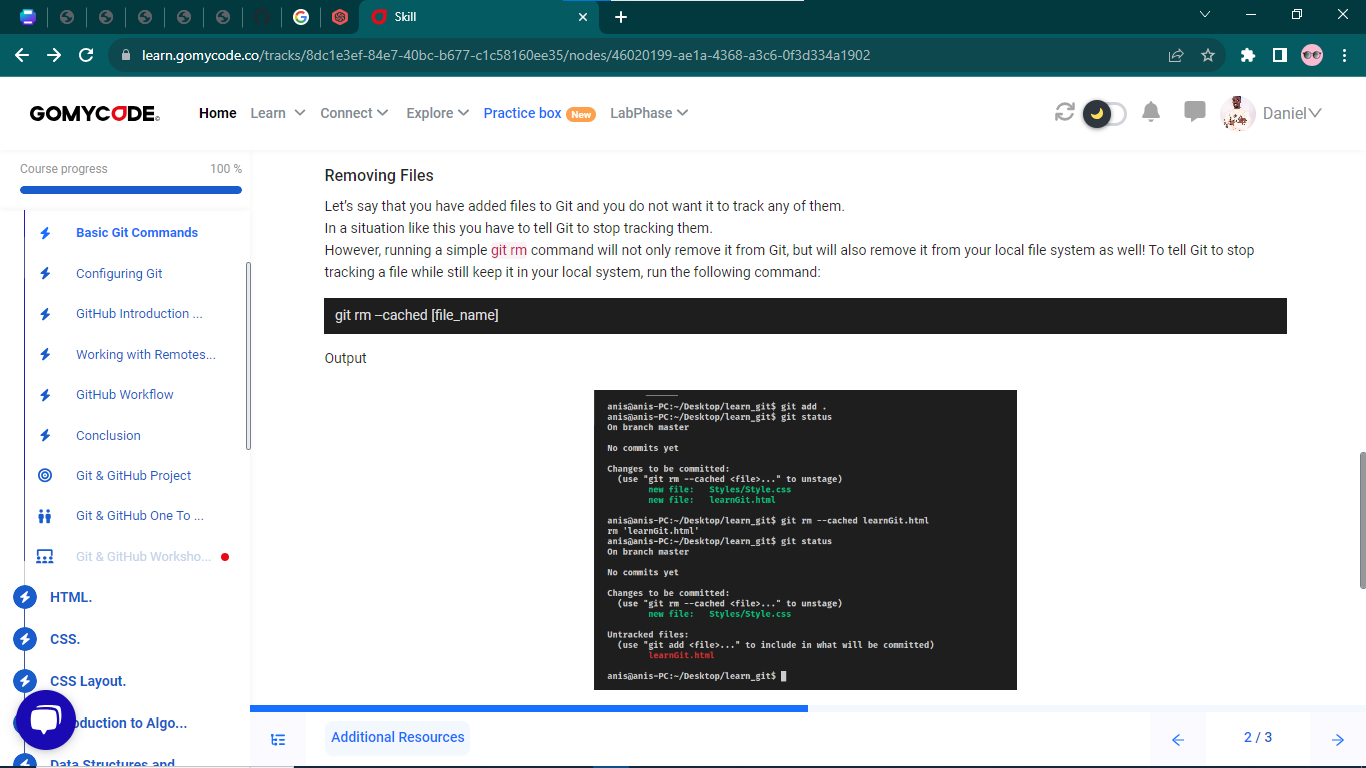 Skill
learn.gomycode.co/tracks/8dc1e3ef-84e7-40bc-b677-c1c58160ee35/nodes/46020199-ae1a-4368-a3c6-0f3d334a1902
GOMYCODE
Home Learn Connect Explore Practice box New LabPhase Daniel
Course progress 100 %
Basic Git Commands
Configuring Git
GitHub Introduction ...
Working with Remotes...
GitHub Workflow
Conclusion
Git & GitHub Project
Git & GitHub One To ...
Git & GitHub Worksho...
HTML.
CSS.
CSS Layout.
oduction to Algo...
Data Structures and
Removing Files
Let’s say that you have added files to Git and you do not want it to track any of them.
In a situation like this you have to tell Git to stop tracking them.
However, running a simple git rm command will not only remove it from Git, but will also remove it from your local file system as well! To tell Git to stop
tracking a file while still keep it in your local system, run the following command:
git rm –cached [file_name]
Output
anis@anis-PC:~/Desktop/learn_git$ git add .
anis@anis-PC:~/Desktop/learn_git$ git status
On branch master
No commits yet
Changes to be committed:
(use "git rm --cached <file>..." to unstage)
new file: Styles/Style.css
new file: learnGit.html
anis@anis-PC:~/Desktop/learn_git$ git rm --cached learnGit.html
rm 'learnGit.html'
anis@anis-PC:~/Desktop/learn_git$ git status
On branch master
No commits yet
Changes to be committed:
(use "git rm --cached <file>..." to unstage)
new file: Styles/Style.css
Untracked files:
(use "git add <file>..." to include in what will be committed)
learnGit.html
anis@anis-PC:~/Desktop/learn_git$
Additional Resources
2 / 3